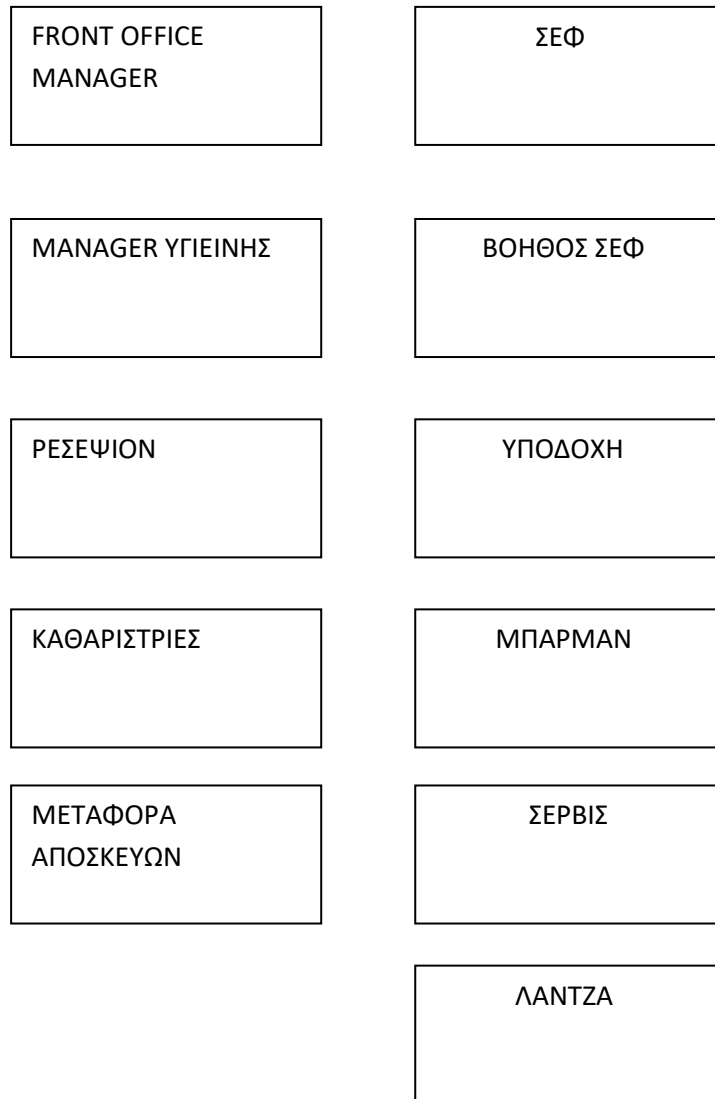 FRONT OFFICE
MANAGER
ΣΕΦ
MANAGER ΥΓΙΕΙΝΗΣ
ΒΟΗΘΟΣ ΣΕΦ
ΡΕΣΕΨΙΟΝ
ΥΠΟΔΟΧΗ
ΚΑΘΑΡΙΣΤΡΙΕΣ
ΜΠΑΡΜΑΝ
ΜΕΤΑΦΟΡΑ
ΑΠΟΣΚΕΥΩΝ
ΣΕΡΒΙΣ
ΛΑΝΤΖΑ